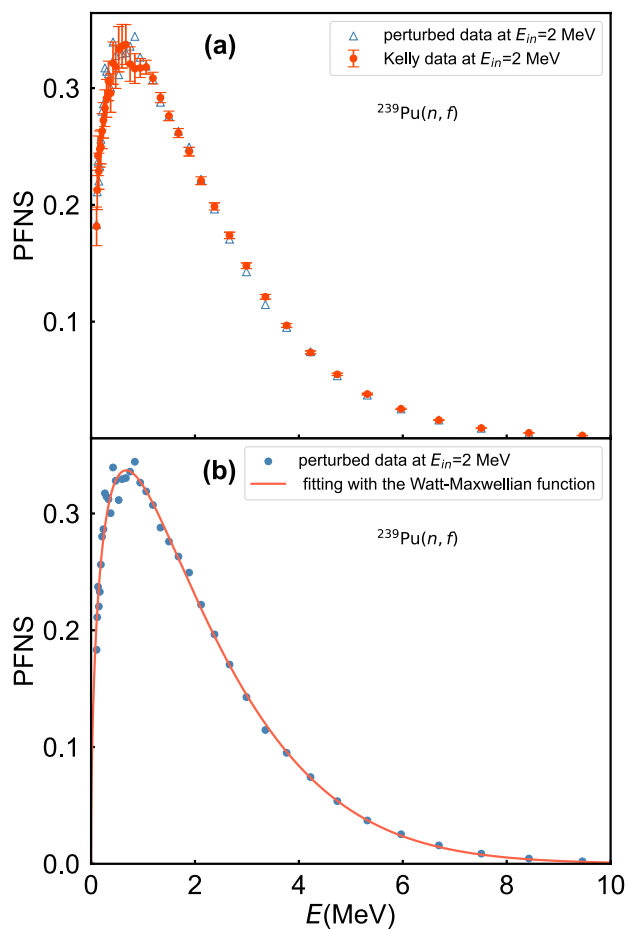 (a)
perturbed data at E_in=2 MeV
Kelly data at E_in=2 MeV
²³⁹Pu(n, f)
0.3
0.2
0.1
PFNS
(b)
perturbed data at E_in=2 MeV
fitting with the Watt-Maxwellian function
²³⁹Pu(n, f)
0.3
0.2
0.1
0.0
PFNS
0 2 4 6 8 10
E(MeV)